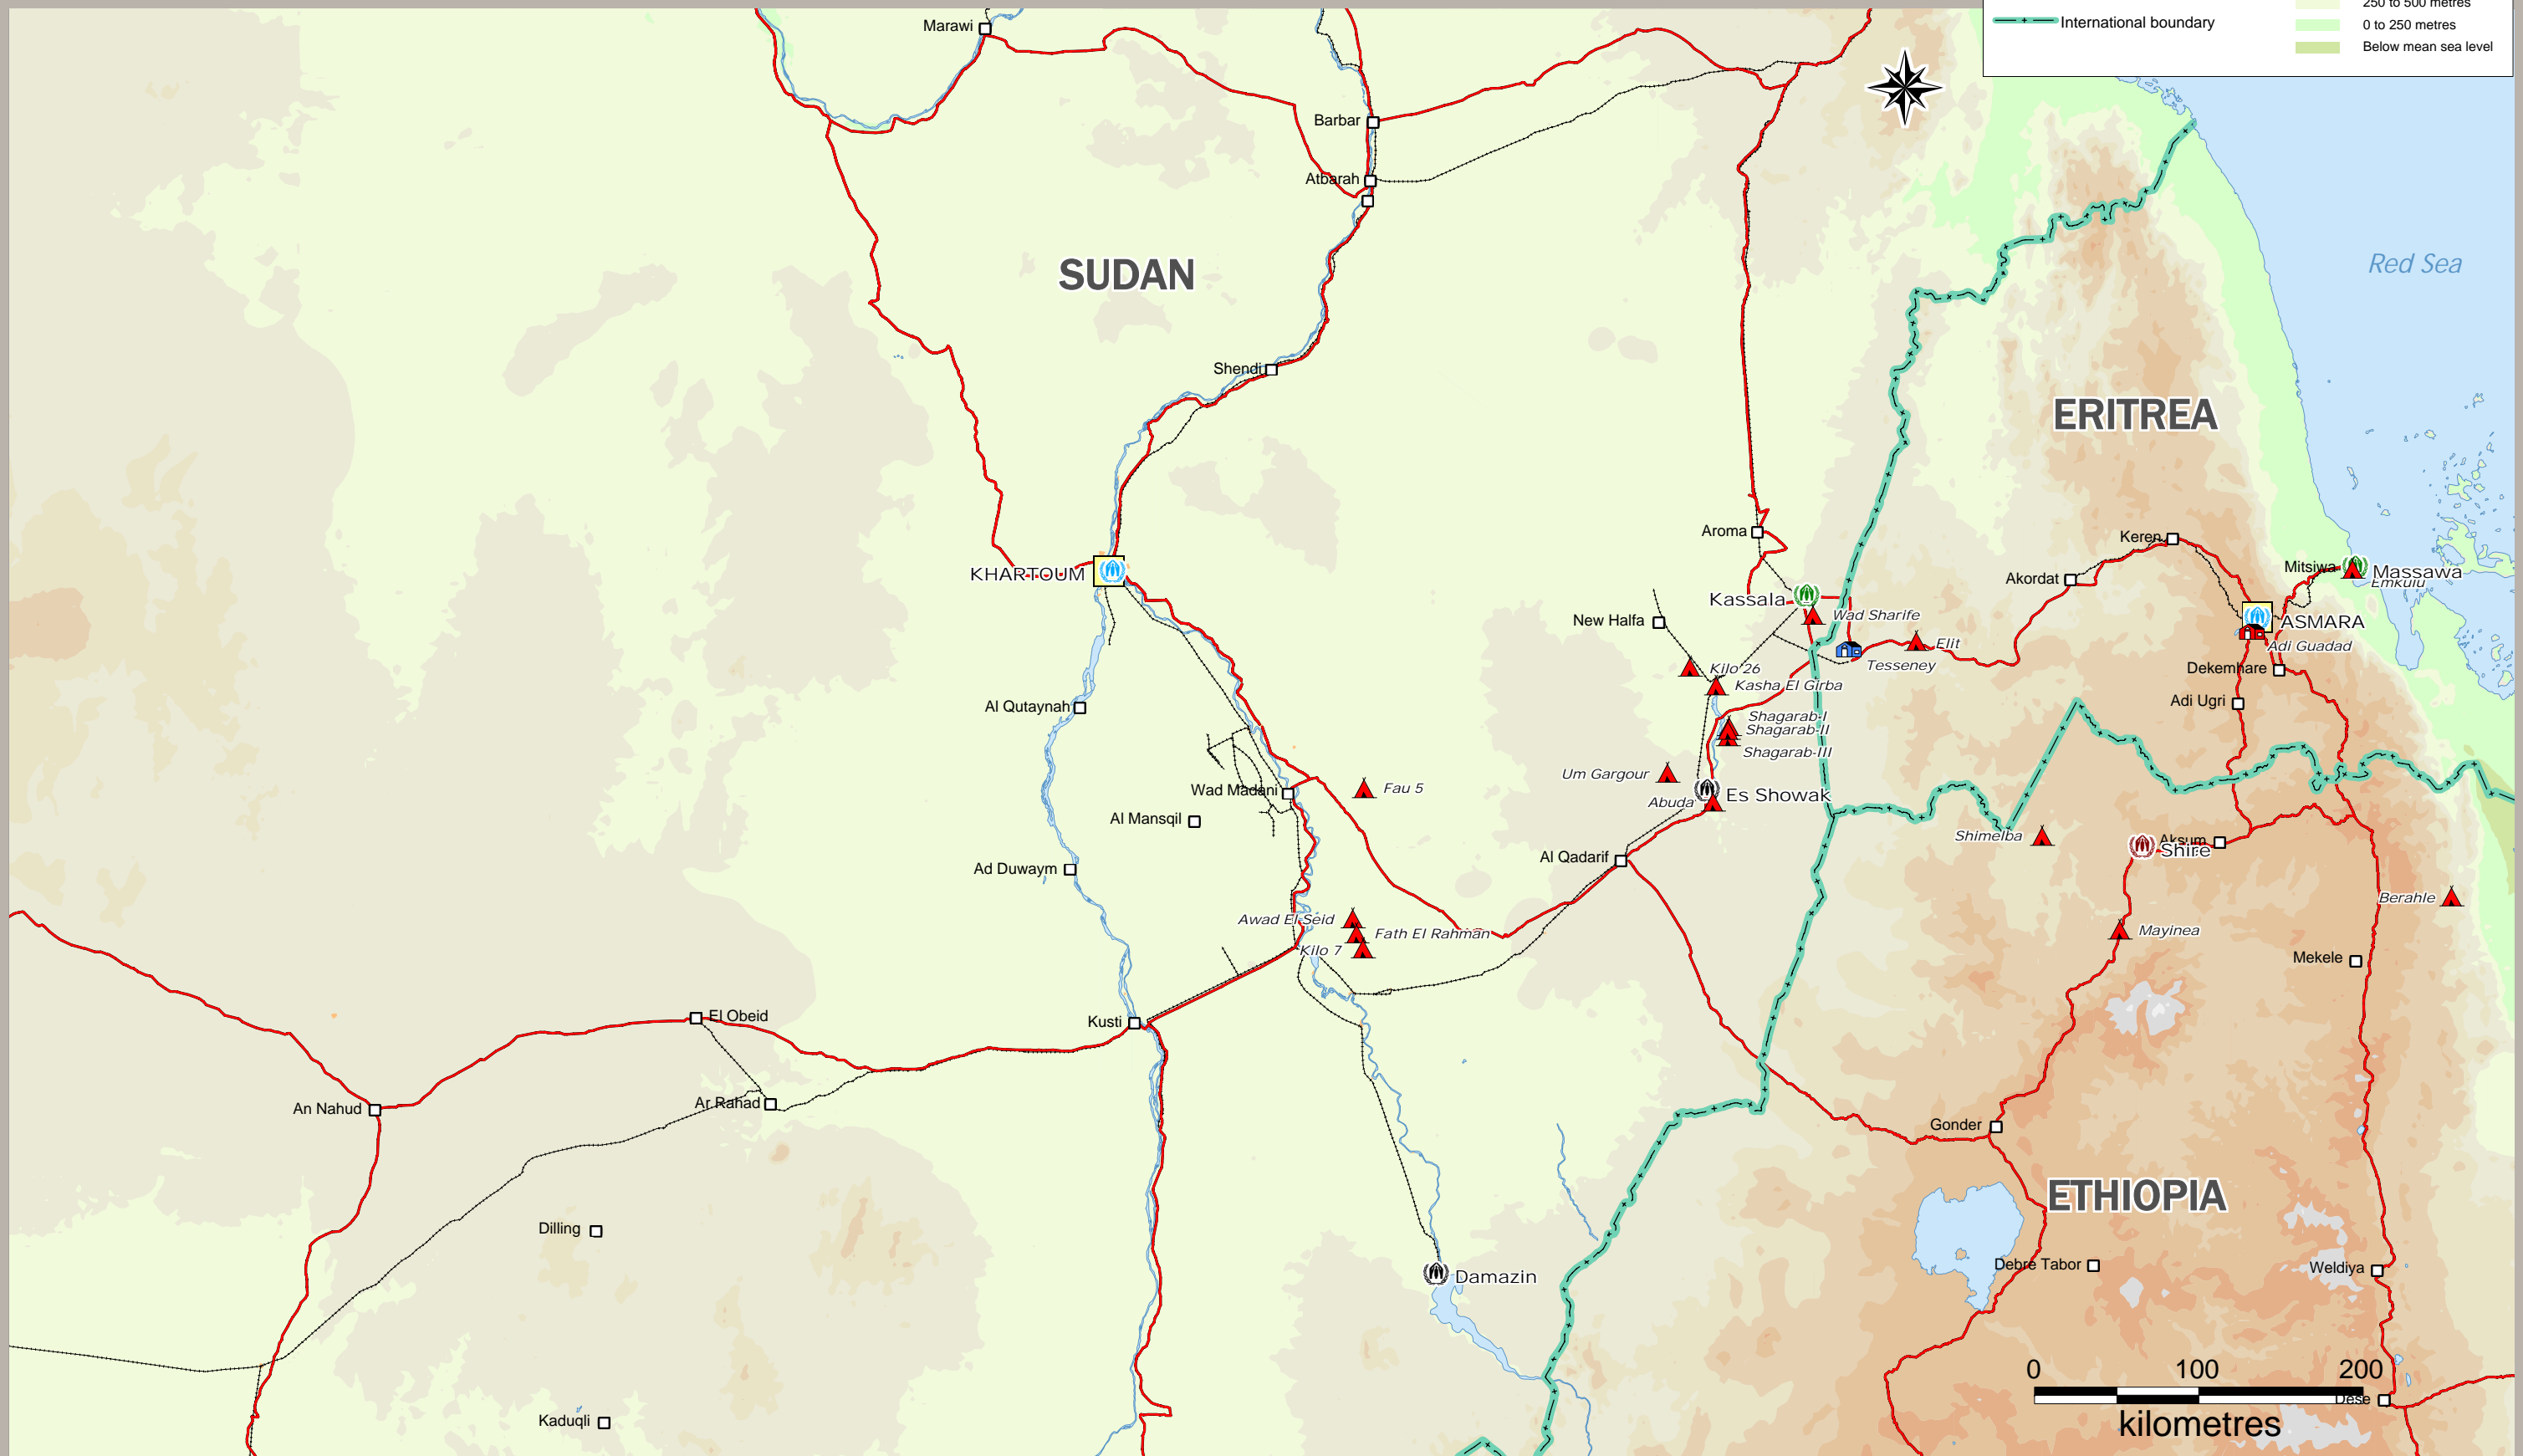 250 to 500 metres
International boundary
0 to 250 metres
Below mean sea level
Marawi
Barbar
Atbarah
SUDAN
Red Sea
Shendi
ERITREA
Aroma
Keren
KHARTOUM
Akordat
Mitsiwa
Massawa
Emkulu
Kassala
Wad Sharife
New Halfa
ASMARA
Elit
Adi Guadad
Tesseney
Kilo 26
Dekemhare
Kasha El Girba
Al Qutaynah
Adi Ugri
Shagarab-I
Shagarab-II
Shagarab-III
Um Gargour
Wad Madani
Fau 5
Es Showak
Abuda
Al Mansqil
Shimelba
Aksum
Shire
Al Qadarif
Ad Duwaym
Berahle
Awad El Seid
Fath El Rahman
Mayinea
Kilo 7
Mekele
El Obeid
Kusti
Ar Rahad
An Nahud
Gonder
ETHIOPIA
Dilling
Debre Tabor
Weldiya
Damazin
0 100 200
Dese
kilometres
Kaduqli